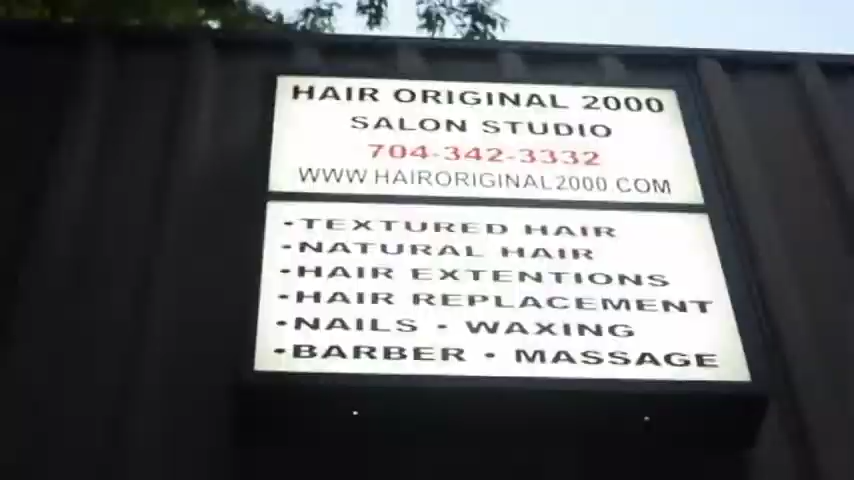 HAIR ORIGINAL 2000
SALON STUDIO
704-342-3332
WWW.HAIRORIGINAL2000.COM
•TEXTURED HAIR
•NATURAL HAIR
•HAIR EXTENTIONS
•HAIR REPLACEMENT
•NAILS • WAXING
•BARBER • MASSAGE